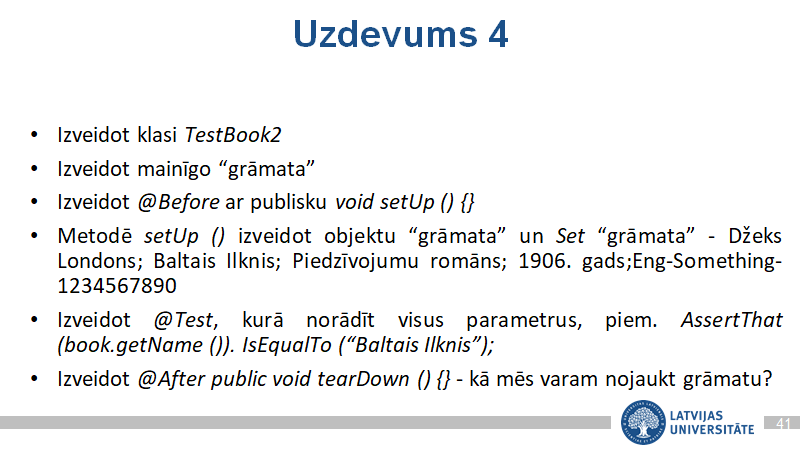 Uzdevums 4
• Izveidot klasi TestBook2
• Izveidot mainīgo “grāmata”
• Izveidot @Before ar publisku void setUp () {}
• Metodē setUp () izveidot objektu “grāmata” un Set “grāmata” - Džeks
Londons; Baltais Ilknis; Piedzīvojumu romāns; 1906. gads;Eng-Something-
1234567890
• Izveidot @Test, kurā norādīt visus parametrus, piem. AssertThat
(book.getName ()). IsEqualTo (“Baltais Ilknis”);
• Izveidot @After public void tearDown () {} - kā mēs varam nojaukt grāmatu?
LATVIJAS
UNIVERSITĀTE
41